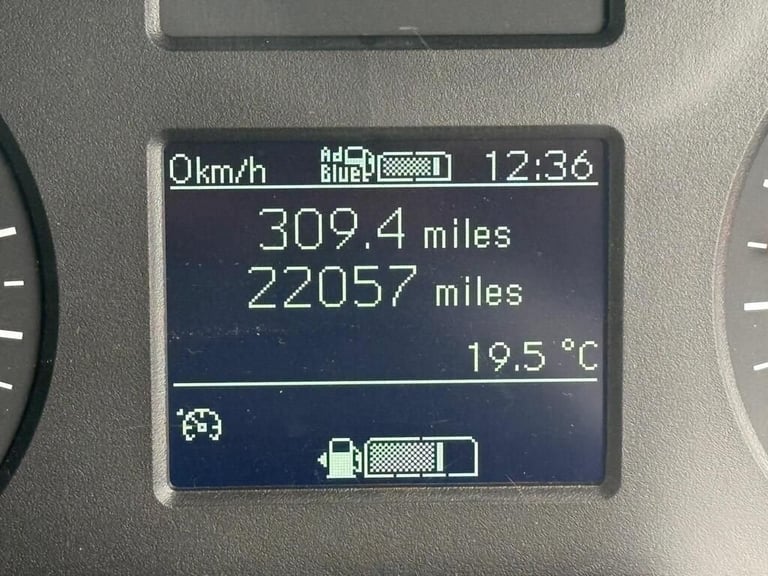 0km/h Ad Blue 12:36
309.4 miles
22057 miles
19.5 °C